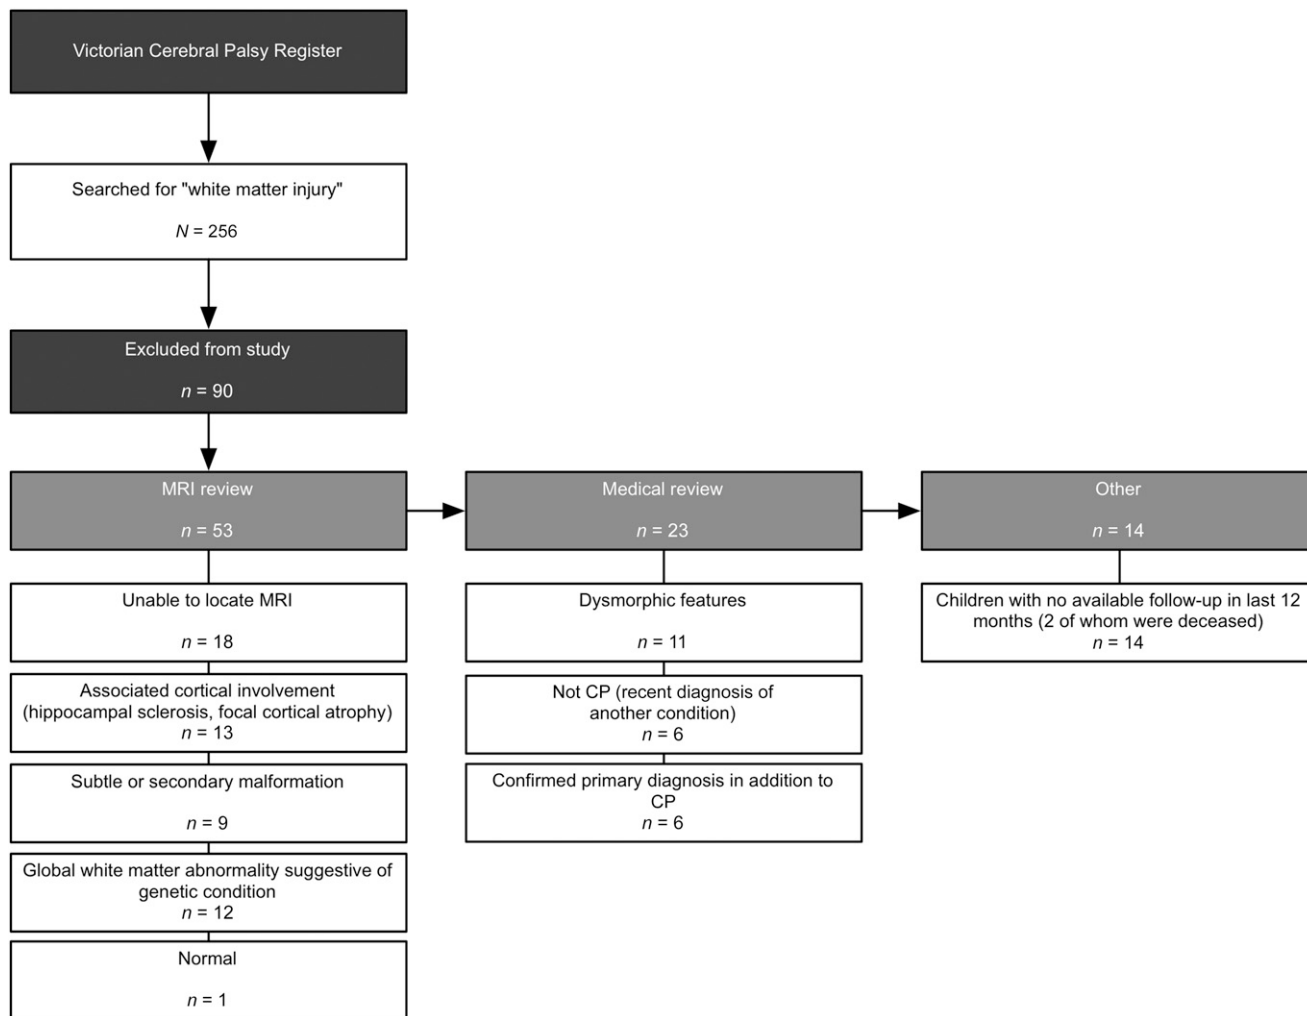 Victorian Cerebral Palsy Register
Searched for "white matter injury"
N = 256
Excluded from study
n = 90
MRI review
n = 53
Unable to locate MRI
n = 18
Associated cortical involvement
(hippocampal sclerosis, focal cortical atrophy)
n = 13
Subtle or secondary malformation
n = 9
Global white matter abnormality suggestive of
genetic condition
n = 12
Normal
n = 1
Medical review
n = 23
Dysmorphic features
n = 11
Not CP (recent diagnosis of
another condition)
n = 6
Confirmed primary diagnosis in addition to
CP
n = 6
Other
n = 14
Children with no available follow-up in last 12
months (2 of whom were deceased)
n = 14